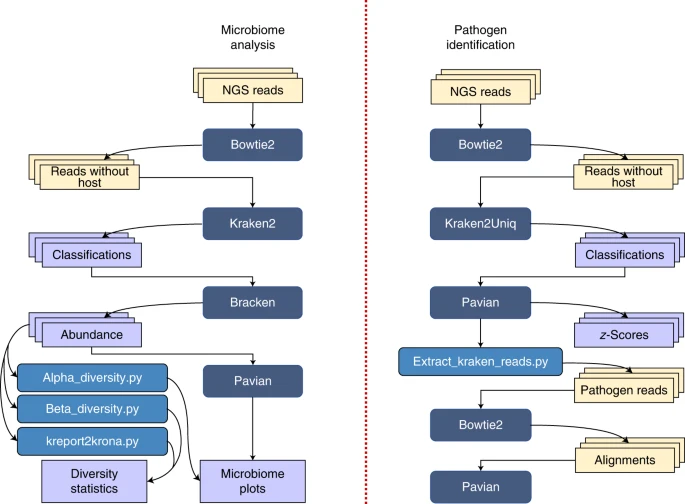 Microbiome
analysis
NGS reads
Bowtie2
Reads without
host
Kraken2
Classifications
Bracken
Abundance
Alpha_diversity.py
Pavian
Beta_diversity.py
kreport2krona.py
Diversity
statistics
Microbiome
plots
Pathogen
identification
NGS reads
Bowtie2
Reads without
host
Kraken2Uniq
Classifications
Pavian
z-Scores
Extract_kraken_reads.py
Pathogen reads
Bowtie2
Alignments
Pavian